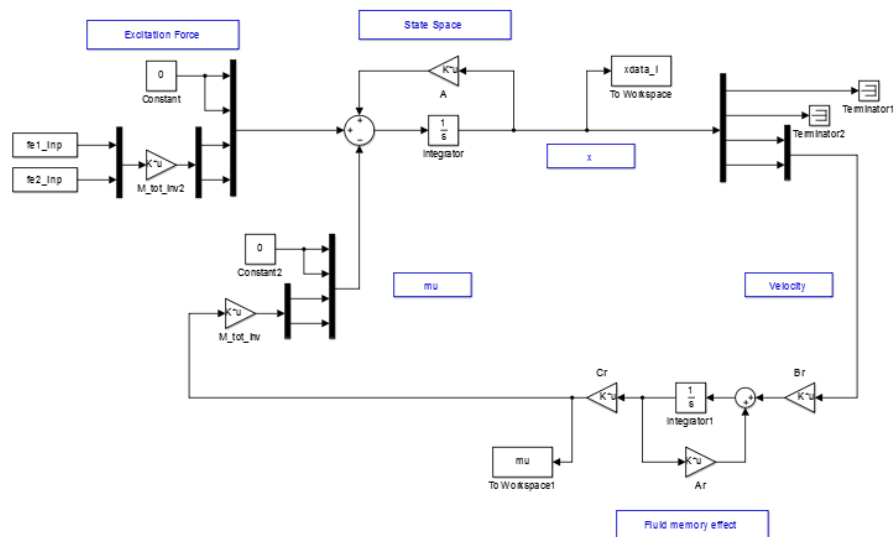 State Space
Excitation Force
K*u
A
0
Constant
xdata_I
To Workspace
Terminator1
Terminator2
+
+
−
1
s
Integrator
x
fe1_Inp
fe2_Inp
K*u
M_tot_Inv2
0
Constant2
mu
Velocity
K*u
M_tot_Inv
Cr
K*u
1
s
Integrator1
+
+
Br
K*u
mu
To Workspace1
K*u
Ar
Fluid memory effect